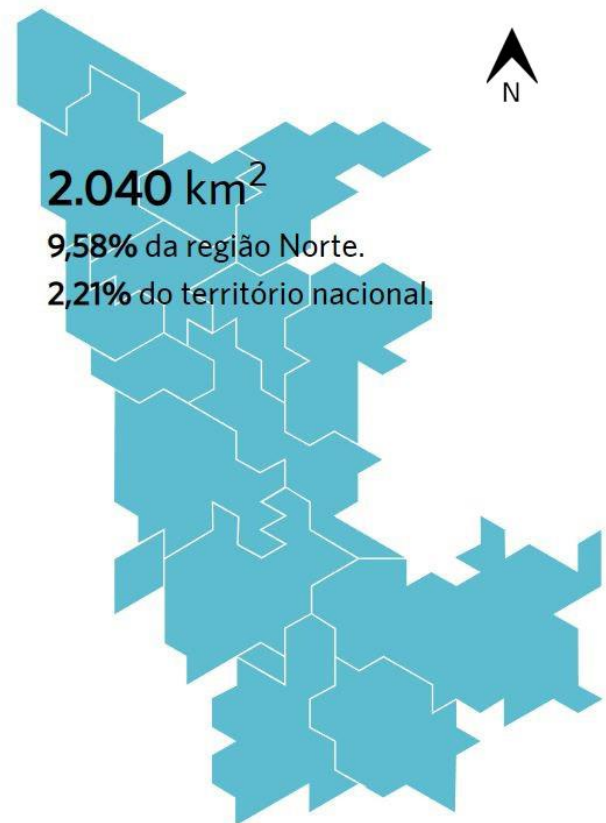 N
2.040 km²
9,58% da região Norte.
2,21% do território nacional.